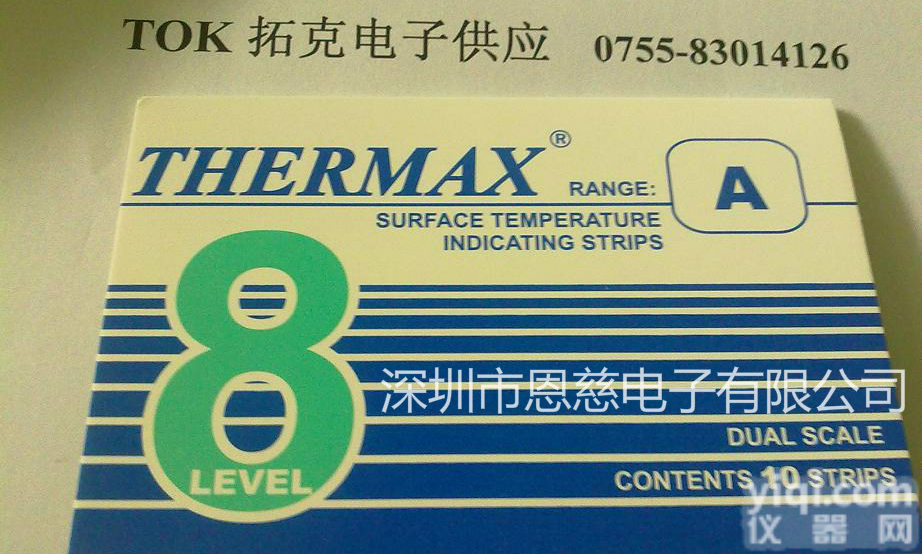 TOK 拓克电子供应 0755-83014126
THERMAX®
RANGE: A
SURFACE TEMPERATURE
INDICATING STRIPS
8
深圳市恩慈电子有限公司
LEVEL
DUAL SCALE
CONTENTS 10 STRIPS
yiqi.com
仪器网